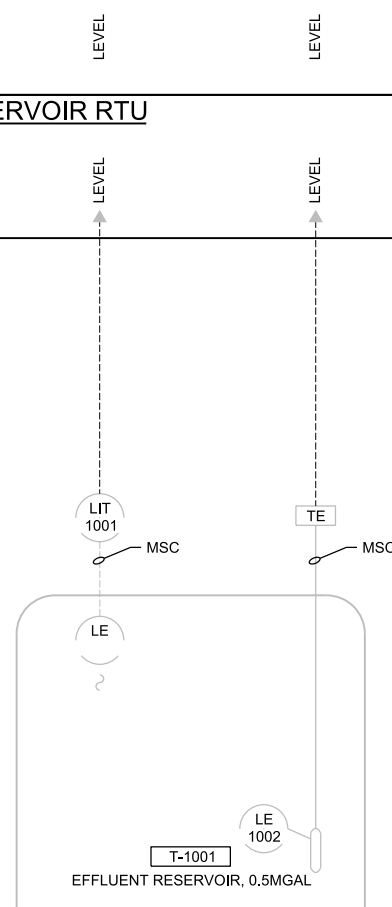 LEVEL
LEVEL
ERVOIR RTU
LEVEL
LEVEL
LIT
1001
TE
MSC
MSC
LE
LE
1002
T-1001
EFFLUENT RESERVOIR, 0.5MGAL